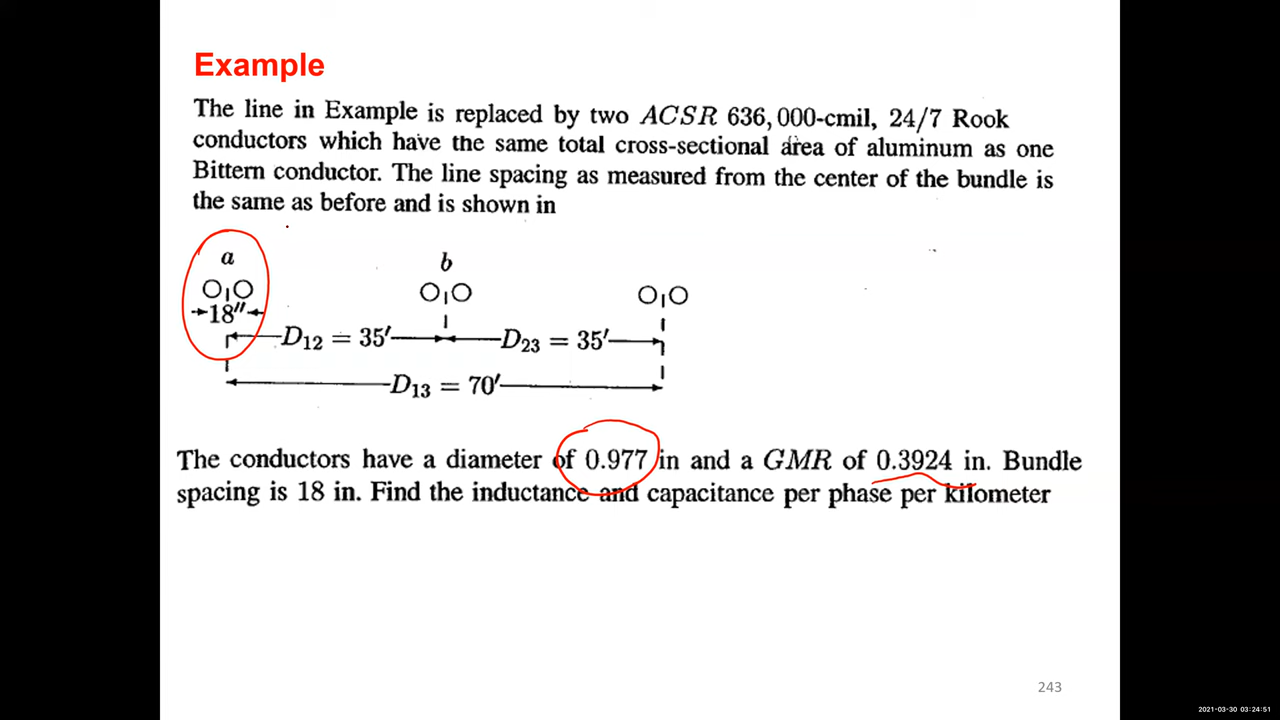 Example
The line in Example is replaced by two ACSR 636,000-cmil, 24/7 Rook
conductors which have the same total cross-sectional area of aluminum as one
Bittern conductor. The line spacing as measured from the center of the bundle is
the same as before and is shown in
a
b
18″
D12 = 35′
D23 = 35′
D13 = 70′
The conductors have a diameter of 0.977 in and a GMR of 0.3924 in. Bundle
spacing is 18 in. Find the inductance and capacitance per phase per kilometer
243
2021-03-30 03:24:51